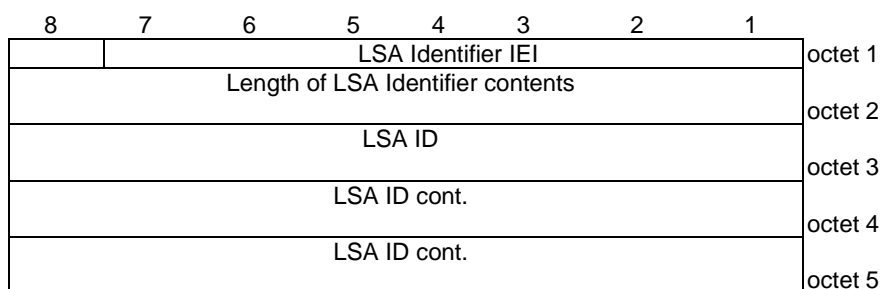 8 7 6 5 4 3 2 1
LSA Identifier IEI octet 1
Length of LSA Identifier contents
octet 2
LSA ID
octet 3
LSA ID cont.
octet 4
LSA ID cont.
octet 5